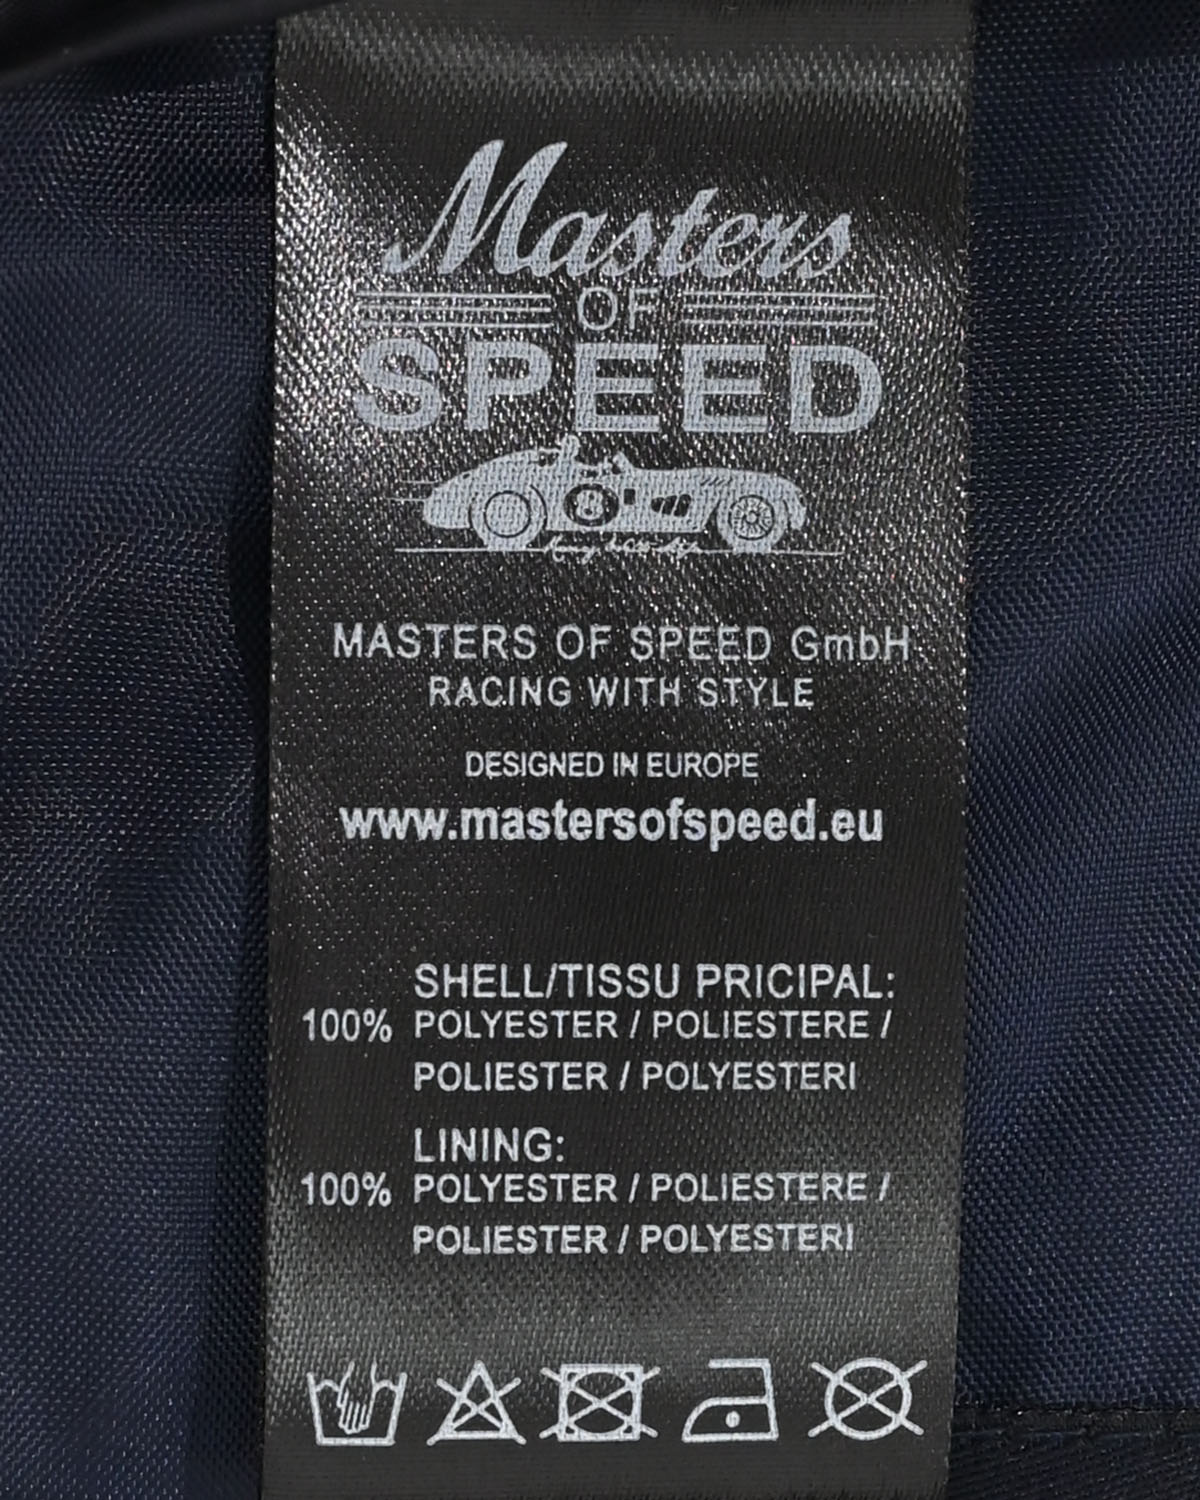 Masters
OF
SPEED
8
MASTERS OF SPEED GmbH
RACING WITH STYLE
DESIGNED IN EUROPE
www.mastersofspeed.eu
SHELL/TISSU PRICIPAL:
100% POLYESTER / POLIESTERE /
POLIESTER / POLYESTERI
LINING:
100% POLYESTER / POLIESTERE /
POLIESTER / POLYESTERI